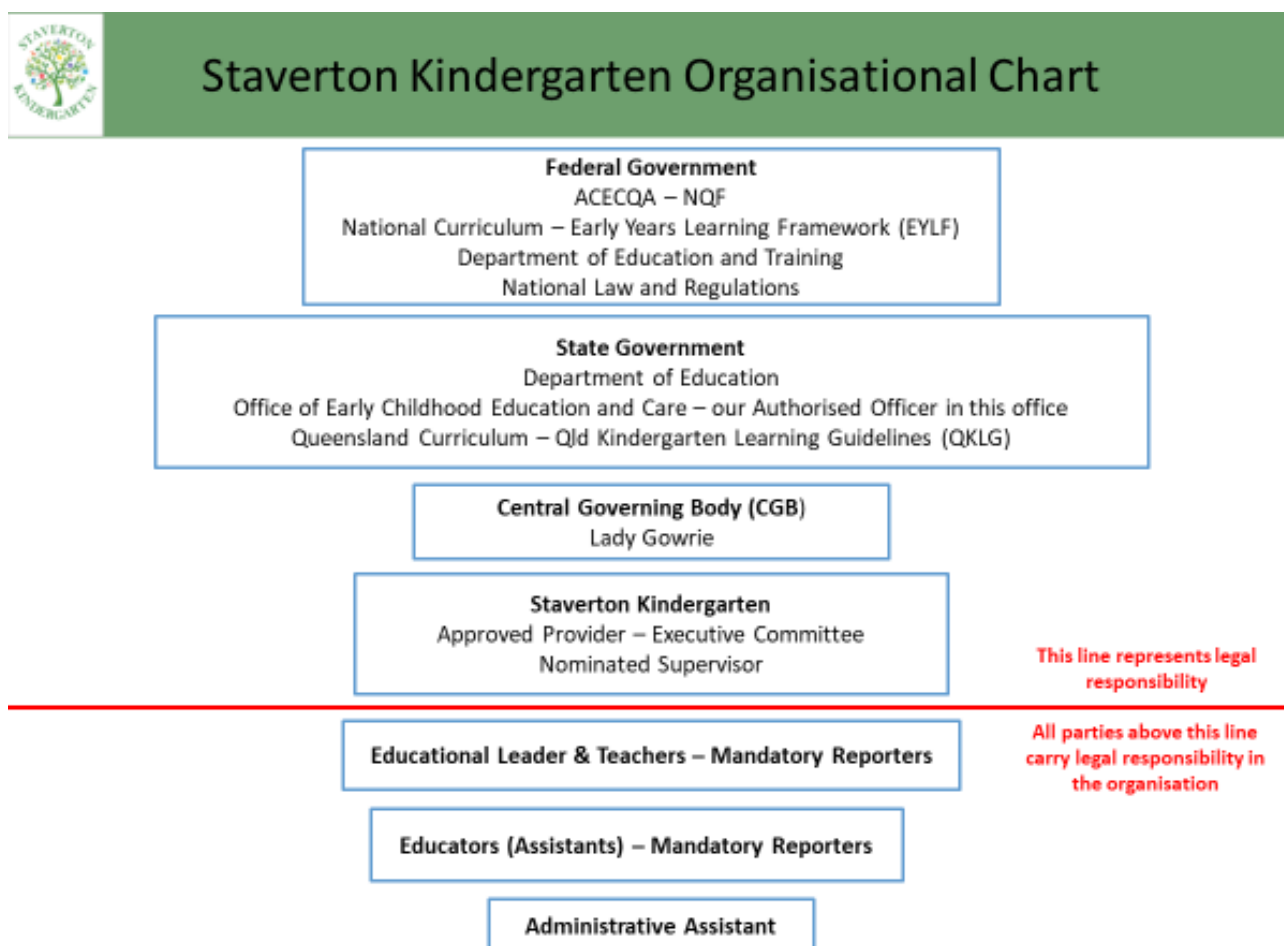 STAVERTON
KINDERGARTEN
Staverton Kindergarten Organisational Chart
Federal Government
ACECQA – NQF
National Curriculum – Early Years Learning Framework (EYLF)
Department of Education and Training
National Law and Regulations
State Government
Department of Education
Office of Early Childhood Education and Care – our Authorised Officer in this office
Queensland Curriculum – Qld Kindergarten Learning Guidelines (QKLG)
Central Governing Body (CGB)
Lady Gowrie
Staverton Kindergarten
Approved Provider – Executive Committee
Nominated Supervisor
This line represents legal
responsibility
All parties above this line
carry legal responsibility in
the organisation
Educational Leader & Teachers – Mandatory Reporters
Educators (Assistants) – Mandatory Reporters
Administrative Assistant